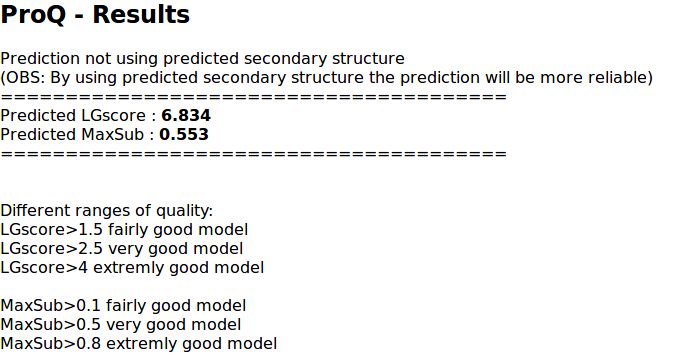 ProQ - Results
Prediction not using predicted secondary structure
(OBS: By using predicted secondary structure the prediction will be more reliable)
=======================================
Predicted LGscore : 6.834
Predicted MaxSub : 0.553
=======================================
Different ranges of quality:
LGscore>1.5 fairly good model
LGscore>2.5 very good model
LGscore>4 extremly good model
MaxSub>0.1 fairly good model
MaxSub>0.5 very good model
MaxSub>0.8 extremly good model